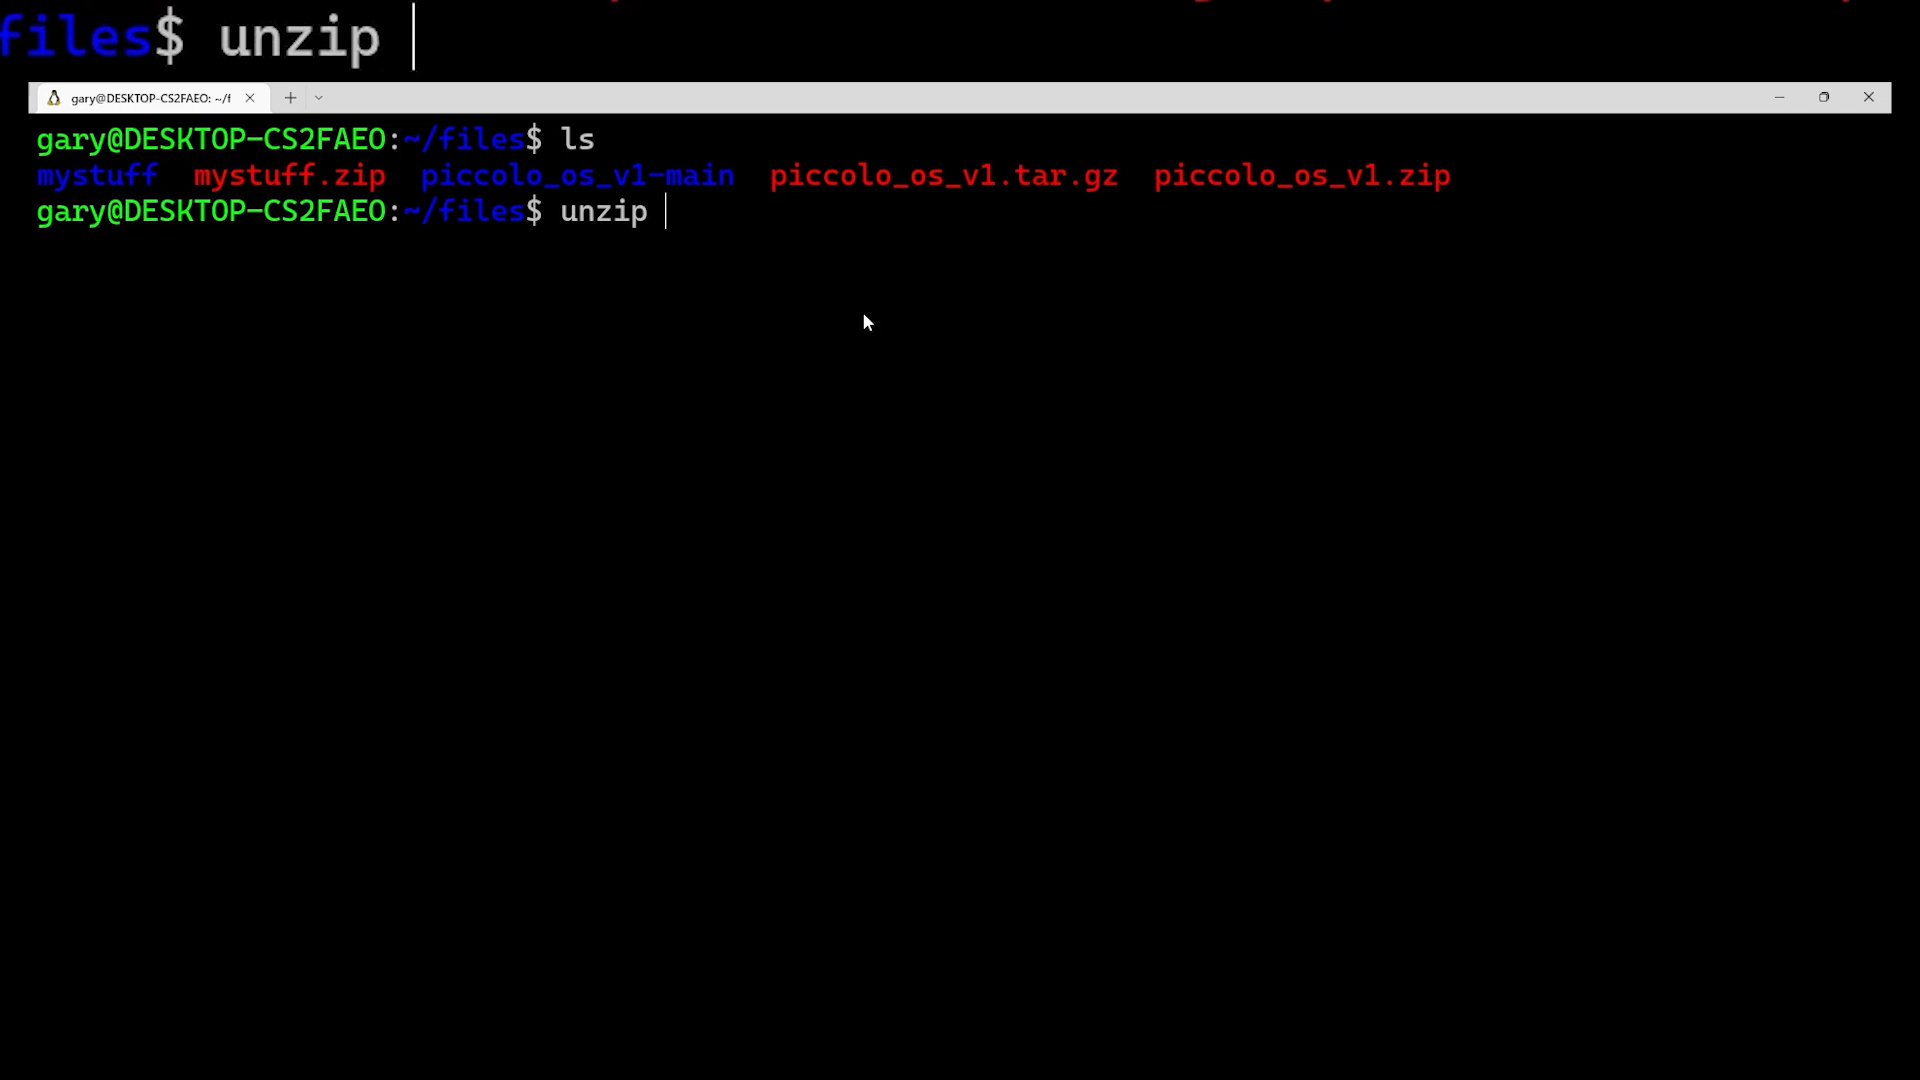 files$ unzip
gary@DESKTOP-CS2FAEO: ~/f
gary@DESKTOP-CS2FAEO:~/files$ ls
mystuff  mystuff.zip  piccolo_os_v1-main  piccolo_os_v1.tar.gz  piccolo_os_v1.zip
gary@DESKTOP-CS2FAEO:~/files$ unzip